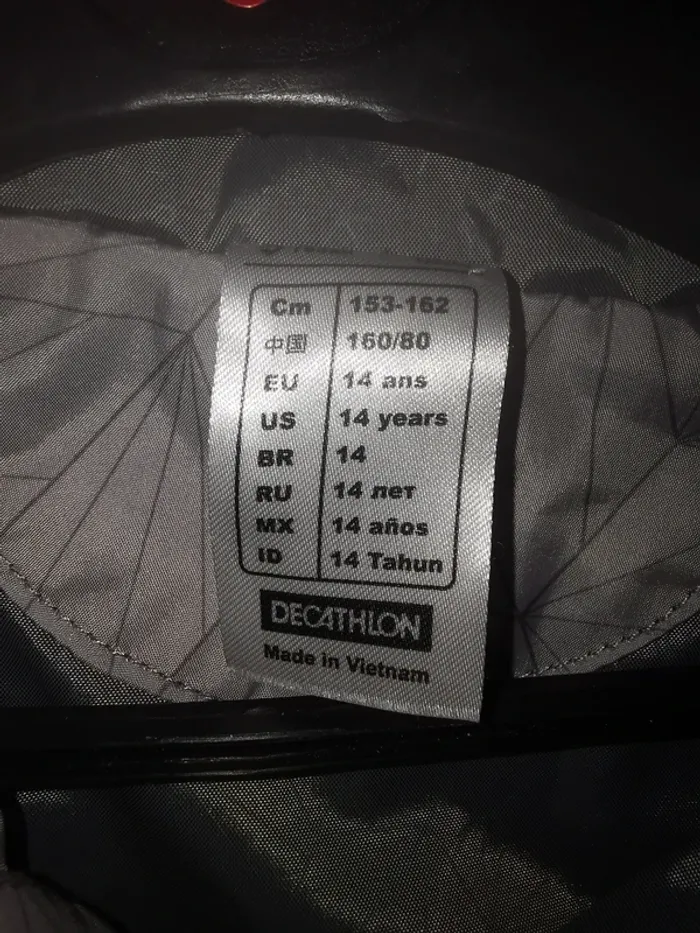 Cm 153-162
中国 160/80
EU 14 ans
US 14 years
BR 14
RU 14 лет
MX 14 años
ID 14 Tahun
DECATHLON
Made in Vietnam